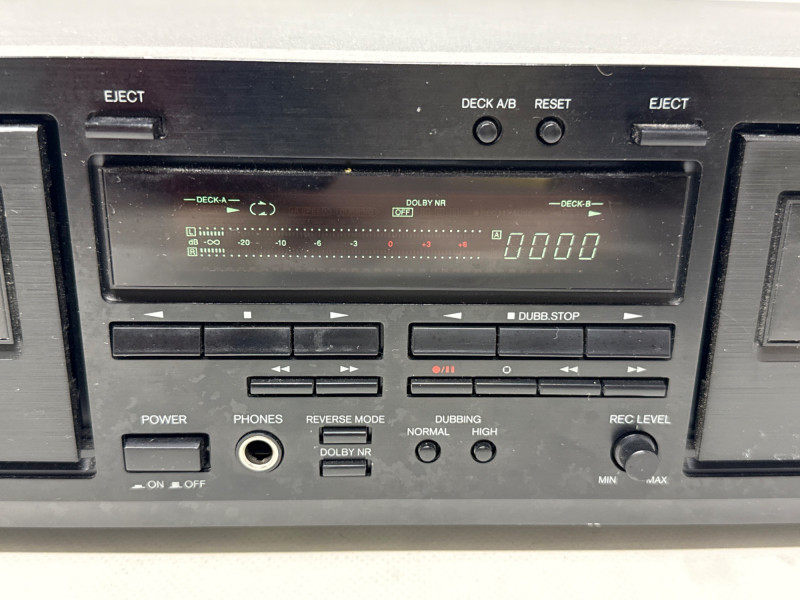 EJECT
DECK A/B RESET
EJECT
DECK-A
DOLBY NR
OFF
DECK-B
L
dB -∞ -20 -10 -6 -3 0 +3 +6
R
A 0000
DUBB.STOP
POWER
PHONES
REVERSE MODE
DOLBY NR
DUBBING
NORMAL HIGH
REC LEVEL
MIN MAX
ON OFF